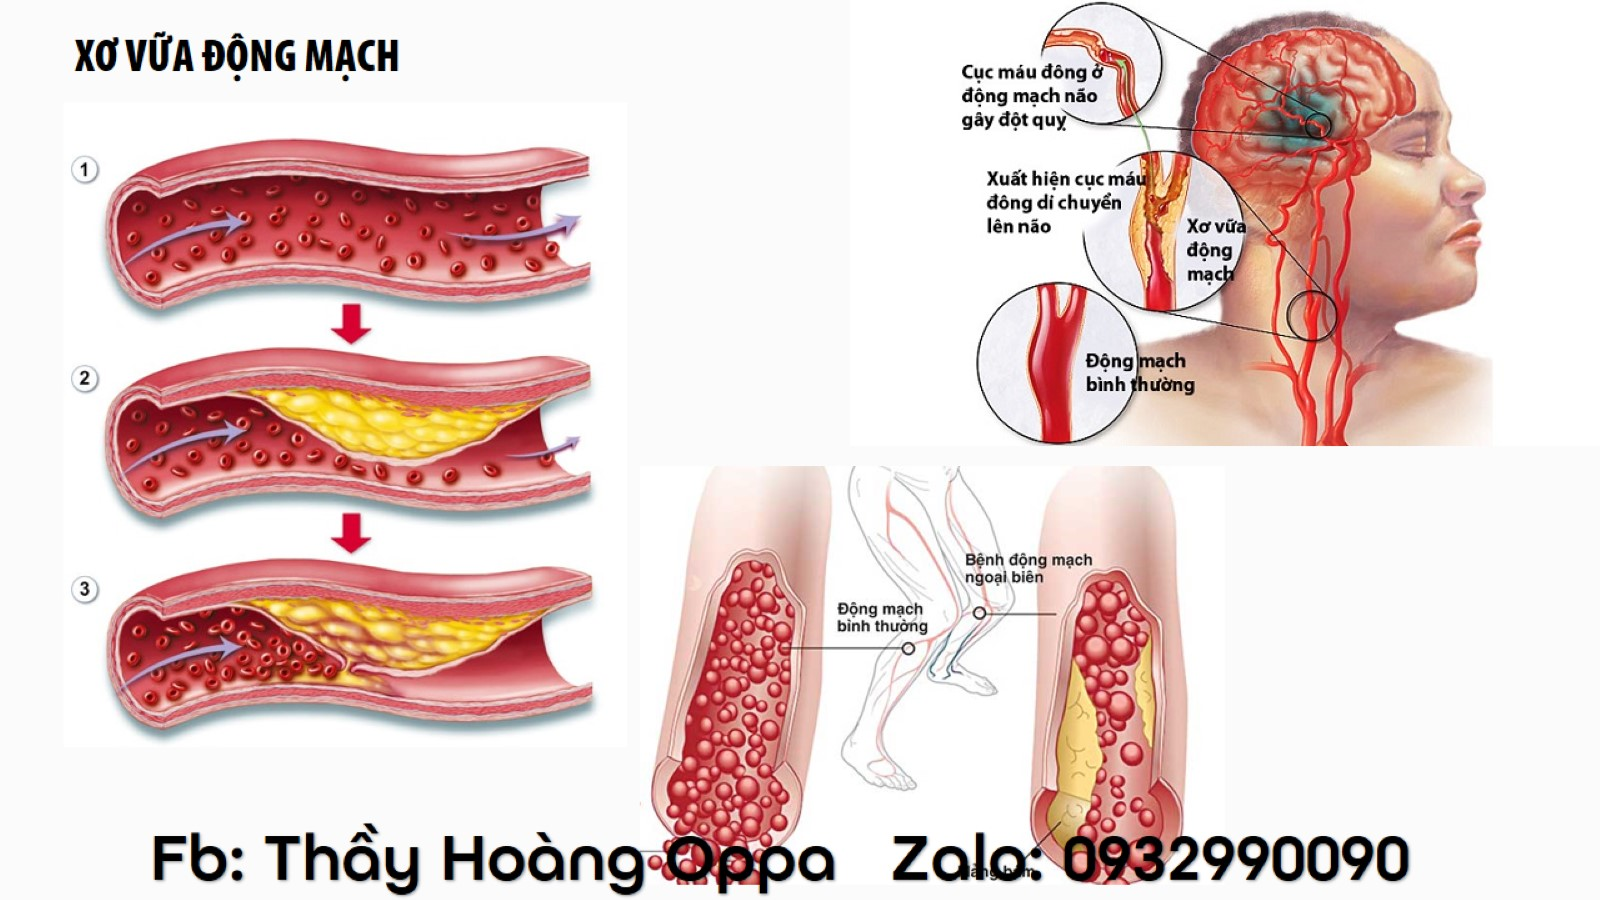 XƠ VỮA ĐỘNG MẠCH
1
2
3
Cục máu đông ở
động mạch não
gây đột quỵ
Xuất hiện cục máu
đông di chuyển
lên não
Xơ vữa
động
mạch
Động mạch
bình thường
Bệnh động mạch
ngoại biên
Động mạch
bình thường
Fb: Thầy Hoàng Oppa Zalo: 0932990090